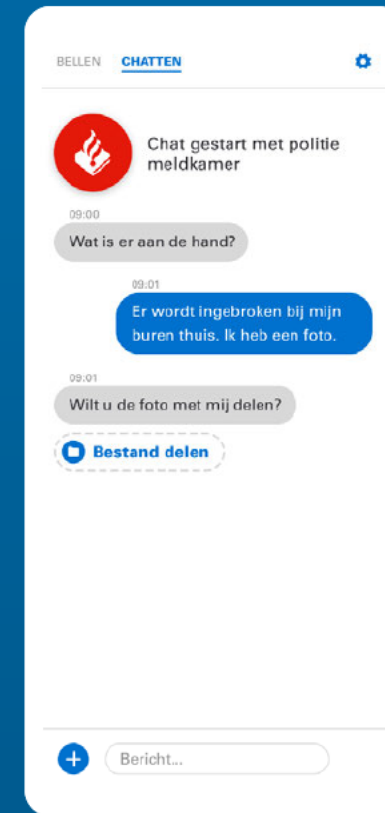 BELLEN CHATTEN
Chat gestart met politie
meldkamer
09:00
Wat is er aan de hand?
09:01
Er wordt ingebroken bij mijn
buren thuis. Ik heb een foto.
09:01
Wilt u de foto met mij delen?
Bestand delen
Bericht...